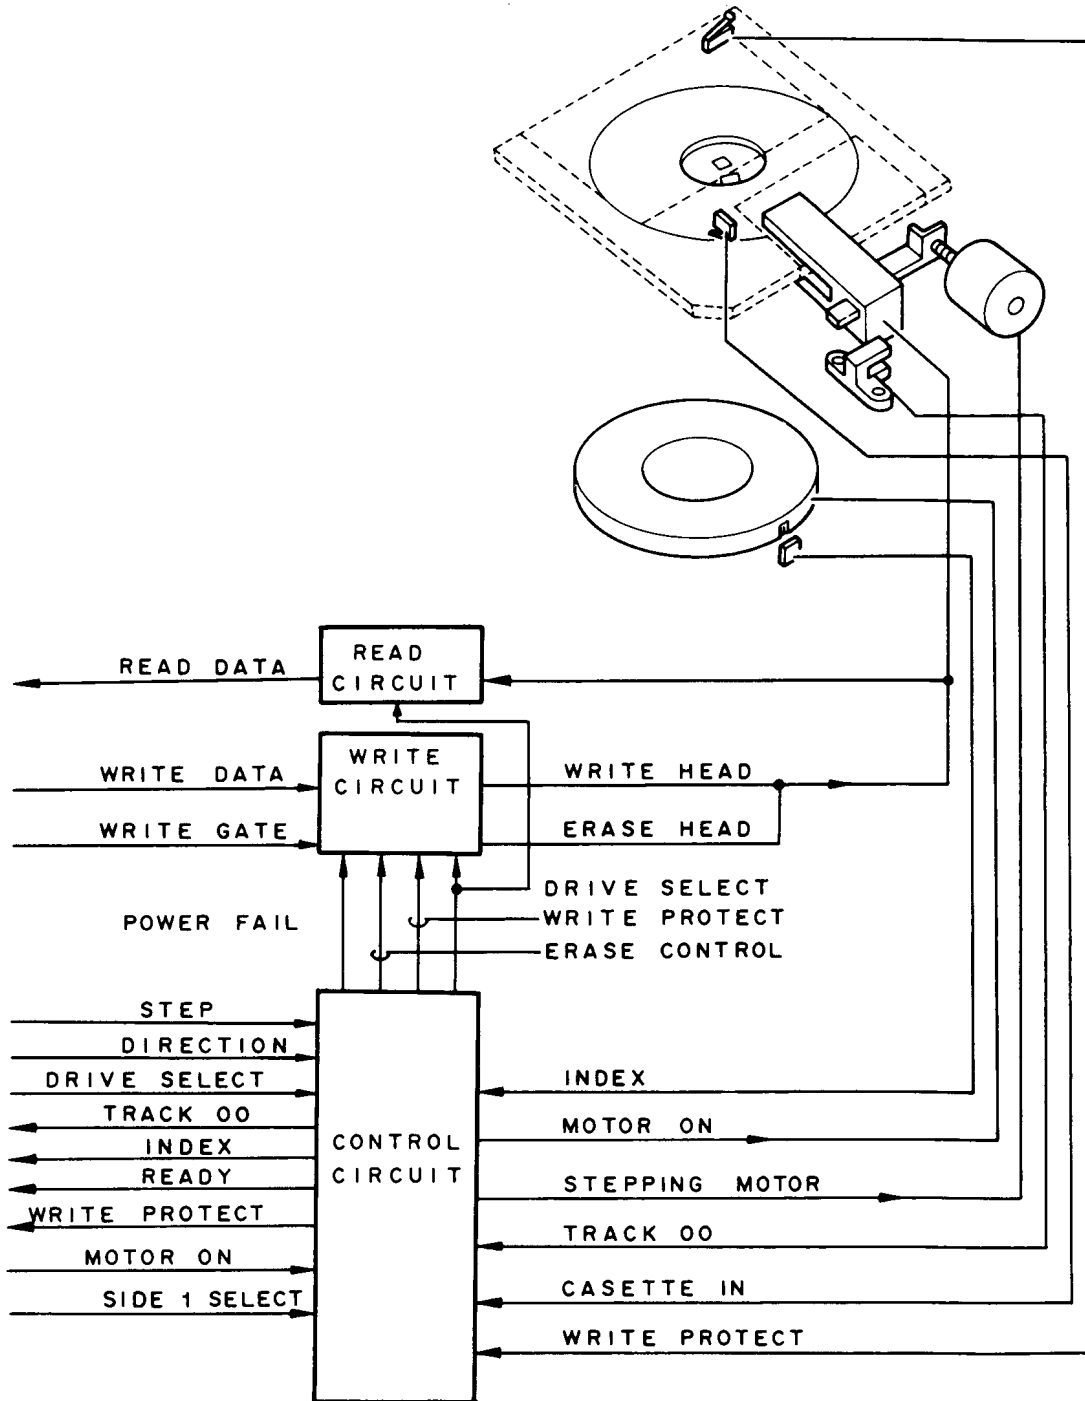 READ
CIRCUIT
READ DATA
WRITE
CIRCUIT
WRITE DATA
WRITE HEAD
WRITE GATE
ERASE HEAD
DRIVE SELECT
WRITE PROTECT
POWER FAIL
ERASE CONTROL
STEP
DIRECTION
DRIVE SELECT
INDEX
TRACK 00
MOTOR ON
INDEX
CONTROL
CIRCUIT
READY
STEPPING MOTOR
WRITE PROTECT
TRACK 00
MOTOR ON
CASETTE IN
SIDE 1 SELECT
WRITE PROTECT